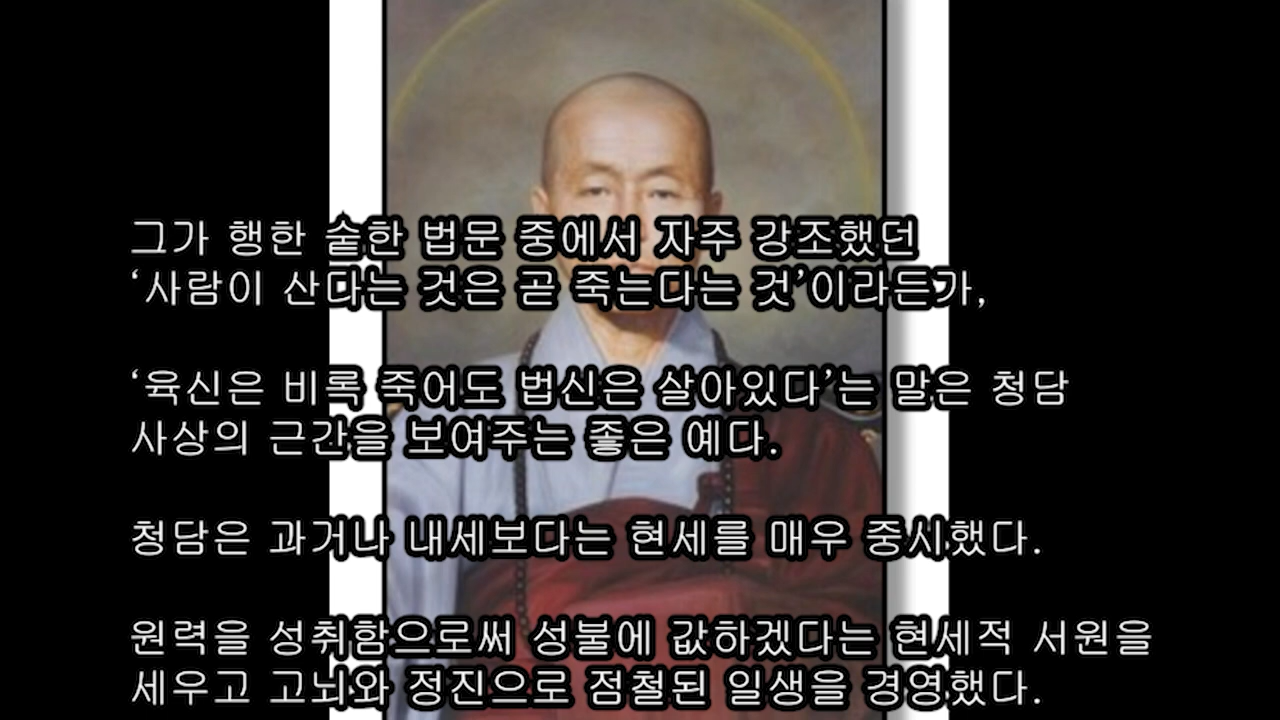 그가 행한 숱한 법문 중에서 자주 강조했던
‘사람이 산다는 것은 곧 죽는다는 것’이라든가,
‘육신은 비록 죽어도 법신은 살아있다’는 말은 청담
사상의 근간을 보여주는 좋은 예다.
청담은 과거나 내세보다는 현세를 매우 중시했다.
원력을 성취함으로써 성불에 값하겠다는 현세적 서원을
세우고 고뇌와 정진으로 점철된 일생을 경영했다.